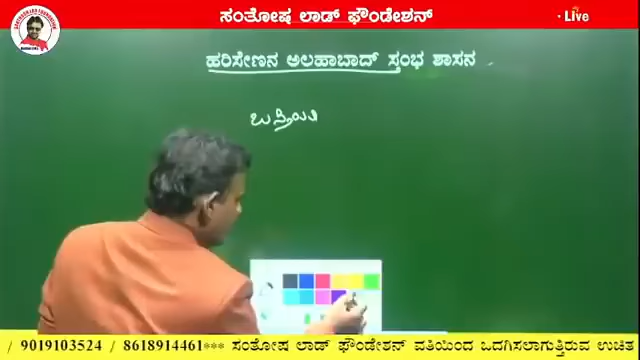 ಸಂತೋಷ ಲಾಡ್ ಫೌಂಡೇಶನ್
· Live
ಹರಿಸೇಣನ ಅಲಹಾಬಾದ್ ಸ್ತಂಭ ಶಾಸನ
/ 9019103524 / 8618914461*** ಸಂತೋಷ ಲಾಡ್ ಫೌಂಡೇಶನ್ ವತಿಯಿಂದ ಒದಗಿಸಲಾಗುತ್ತಿರುವ ಉಚಿತ